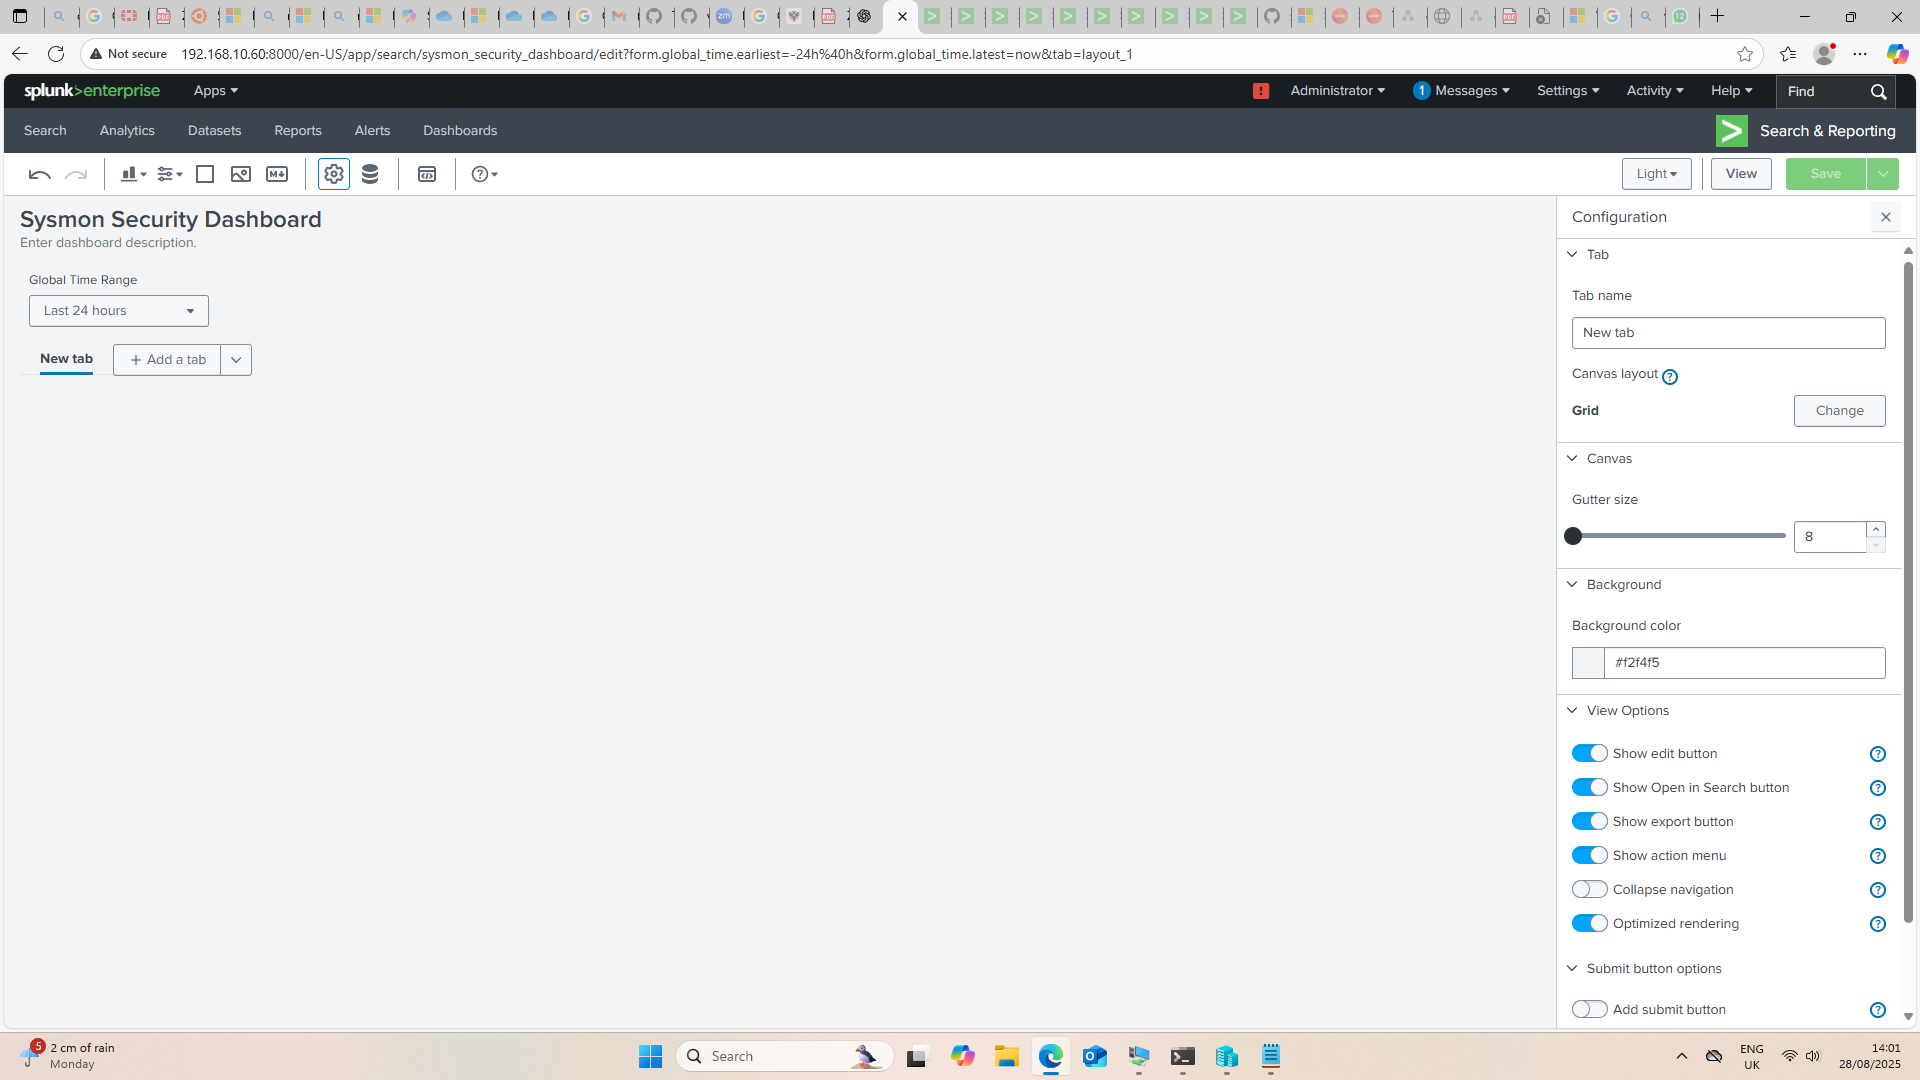 Not secure
192.168.10.60:8000/en-US/app/search/sysmon_security_dashboard/edit?form.global_time.earliest=-24h%40h&form.global_time.latest=now&tab=layout_1
splunk>enterprise
Apps
!
Administrator
1 Messages
Settings
Activity
Help
Find
Search
Analytics
Datasets
Reports
Alerts
Dashboards
Search & Reporting
Light
View
Save
Sysmon Security Dashboard
Enter dashboard description.
Global Time Range
Last 24 hours
New tab
+ Add a tab
Configuration
Tab
Tab name
New tab
Canvas layout ?
Grid
Change
Canvas
Gutter size
8
Background
Background color
#f2f4f5
View Options
Show edit button ?
Show Open in Search button ?
Show export button ?
Show action menu ?
Collapse navigation ?
Optimized rendering ?
Submit button options
Add submit button ?
5
2 cm of rain
Monday
Search
ENG
UK
14:01
28/08/2025